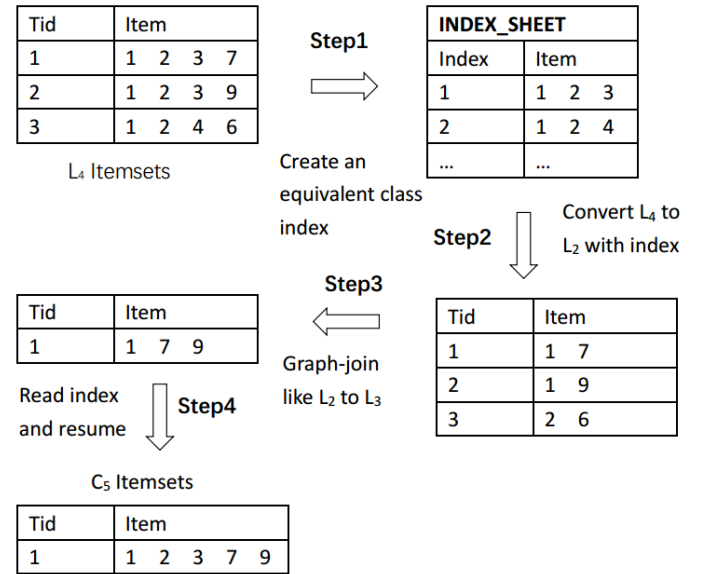 Tid Item
1 1 2 3 7
2 1 2 3 9
3 1 2 4 6
L₄ Itemsets
Step1
Create an
equivalent class
index
INDEX_SHEET
Index Item
1 1 2 3
2 1 2 4
... ...
Step2
Convert L₄ to
L₂ with index
Tid Item
1 1 7
2 1 9
3 2 6
Step3
Graph-join
like L₂ to L₃
Tid Item
1 1 7 9
Read index
and resume
Step4
C₅ Itemsets
Tid Item
1 1 2 3 7 9